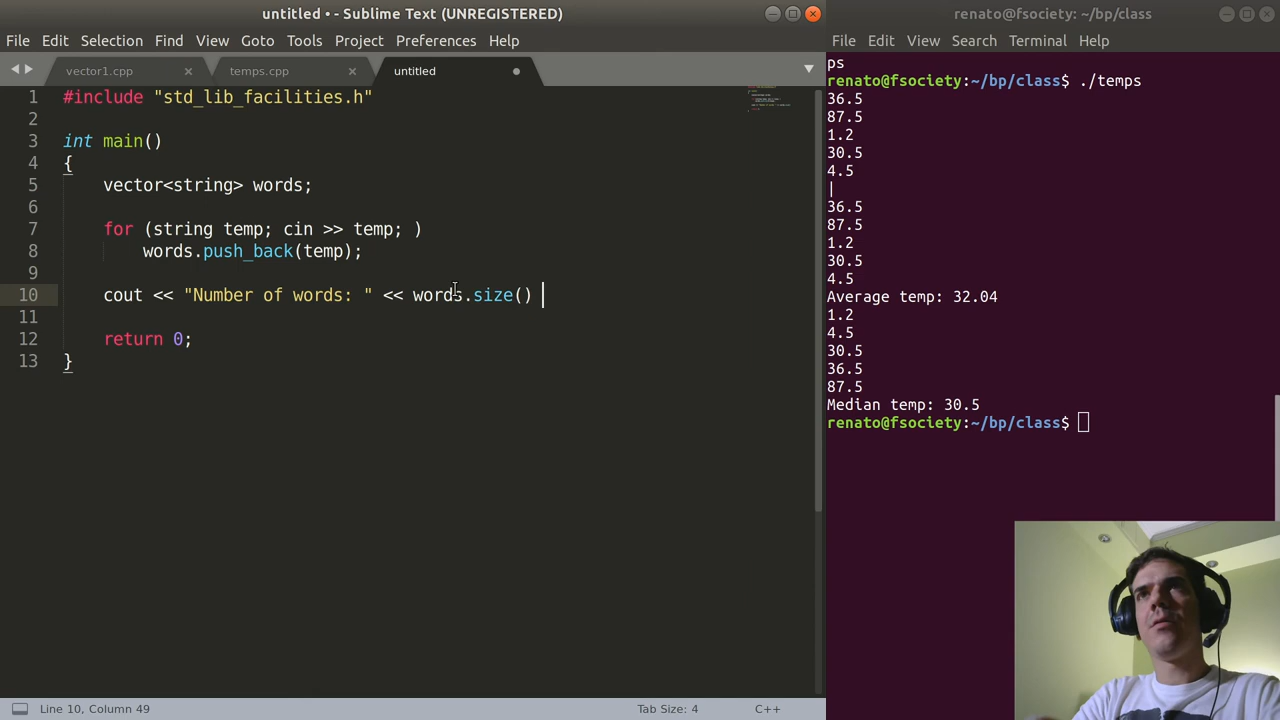 untitled • - Sublime Text (UNREGISTERED)
File Edit Selection Find View Goto Tools Project Preferences Help
vector1.cpp × temps.cpp × untitled
1 #include "std_lib_facilities.h"
2
3 int main()
4 {
5 vector<string> words;
6
7 for (string temp; cin >> temp; )
8 words.push_back(temp);
9
10 cout << "Number of words: " << words.size()
11
12 return 0;
13 }
Line 10, Column 49 Tab Size: 4 C++
renato@fsociety: ~/bp/class
File Edit View Search Terminal Help
ps
renato@fsociety:~/bp/class$ ./temps
36.5
87.5
1.2
30.5
4.5
|
36.5
87.5
1.2
30.5
4.5
Average temp: 32.04
1.2
4.5
30.5
36.5
87.5
Median temp: 30.5
renato@fsociety:~/bp/class$